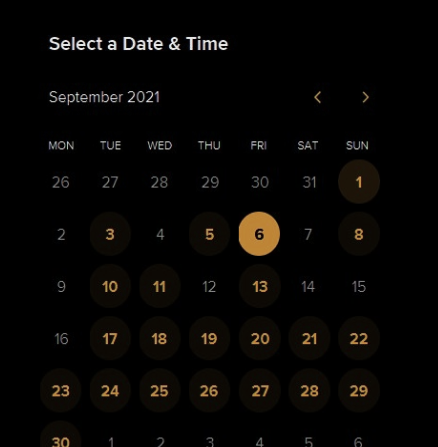 Select a Date & Time
September 2021
MON TUE WED THU FRI SAT SUN
26 27 28 29 30 31 1
2 3 4 5 6 7 8
9 10 11 12 13 14 15
16 17 18 19 20 21 22
23 24 25 26 27 28 29
30 1 2 3 4 5 6